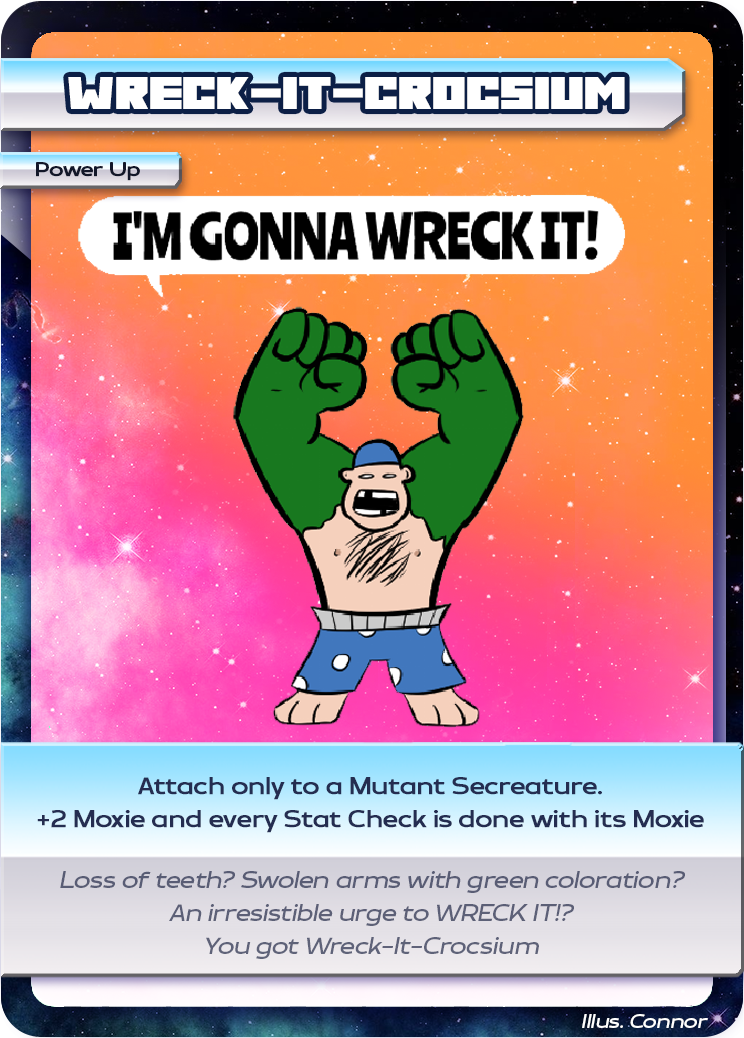 WRECK-IT-CROCSIUM
Power Up
I'M GONNA WRECK IT!
Attach only to a Mutant Secreature.
+2 Moxie and every Stat Check is done with its Moxie
Loss of teeth? Swolen arms with green coloration?
An irresistible urge to WRECK IT!?
You got Wreck-It-Crocsium
Illus. Connor